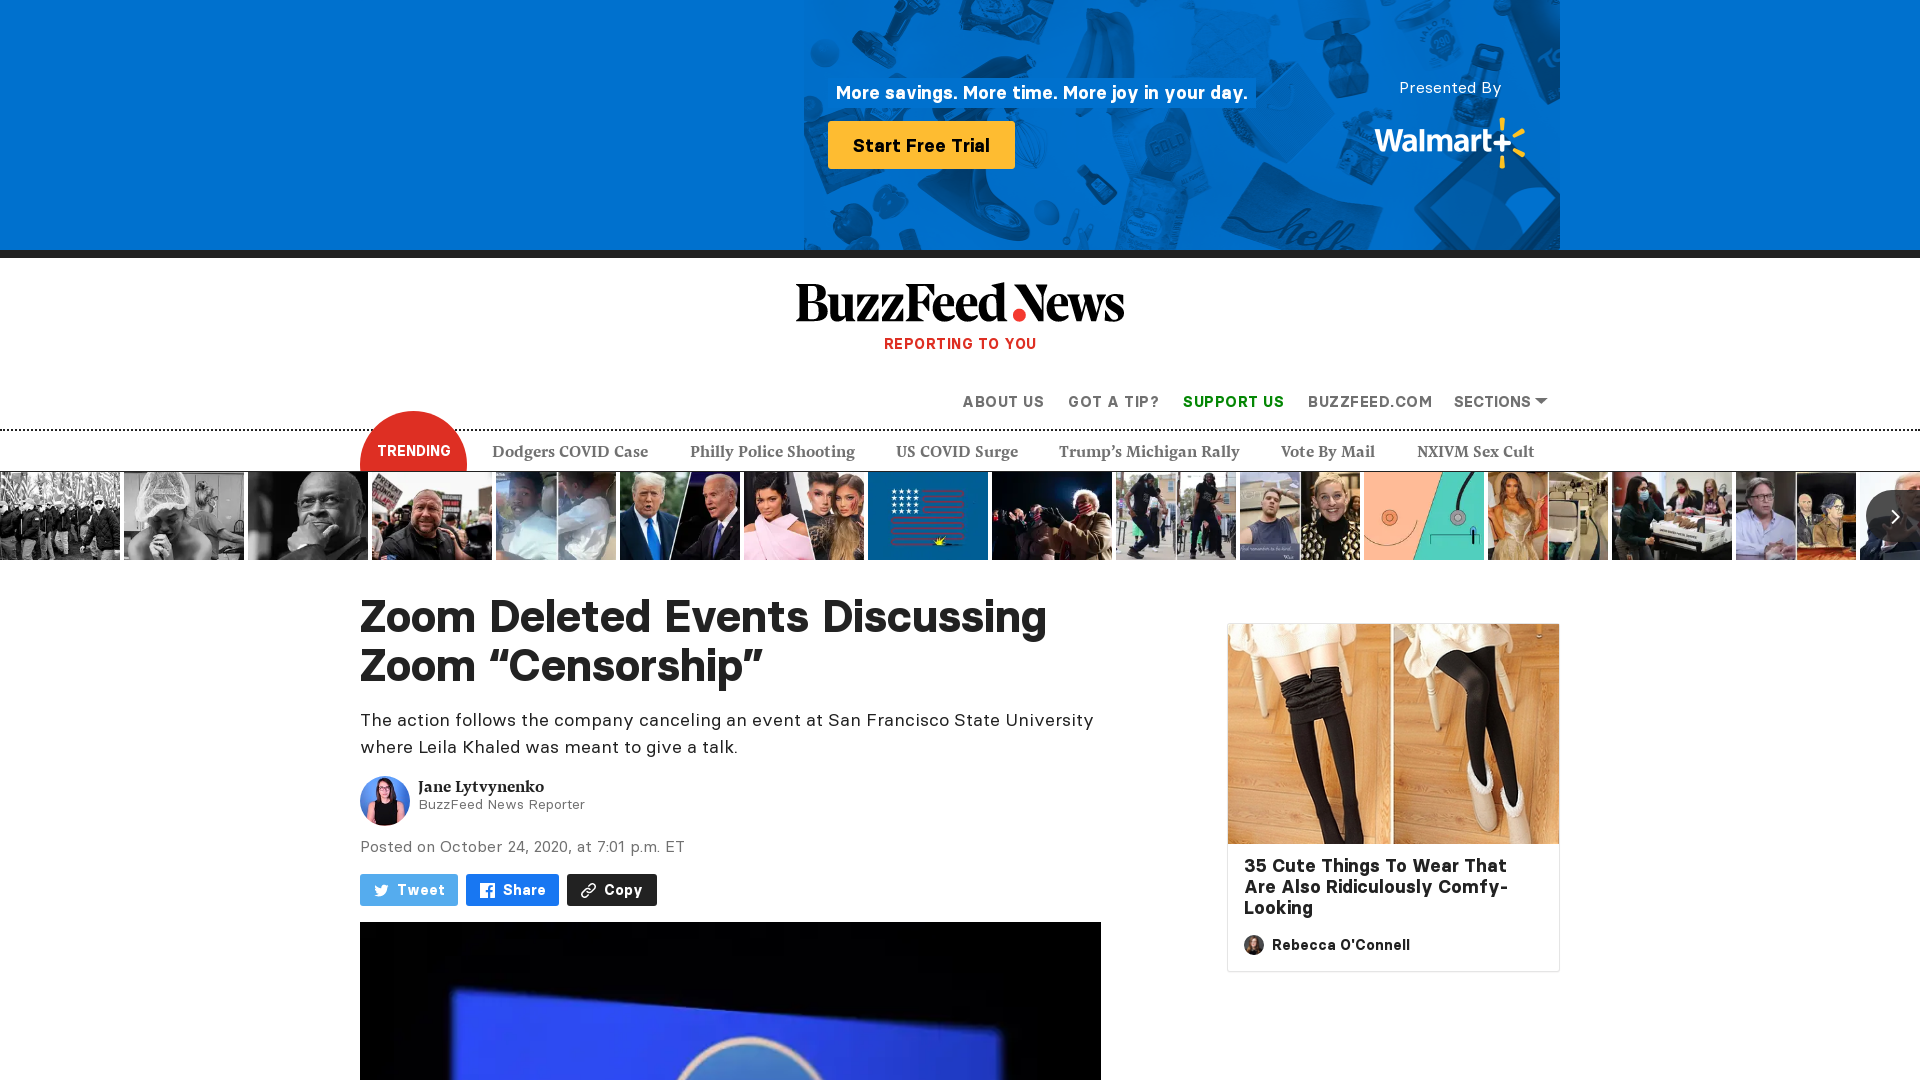 More savings. More time. More joy in your day.
Start Free Trial
Presented By
Walmart+
BuzzFeed News
REPORTING TO YOU
ABOUT US
GOT A TIP?
SUPPORT US
BUZZFEED.COM
SECTIONS
TRENDING
Dodgers COVID Case
Philly Police Shooting
US COVID Surge
Trump’s Michigan Rally
Vote By Mail
NXIVM Sex Cult
Zoom Deleted Events Discussing
Zoom “Censorship”
The action follows the company canceling an event at San Francisco State University
where Leila Khaled was meant to give a talk.
Jane Lytvynenko
BuzzFeed News Reporter
Posted on October 24, 2020, at 7:01 p.m. ET
Tweet
Share
Copy
35 Cute Things To Wear That
Are Also Ridiculously Comfy-
Looking
Rebecca O'Connell